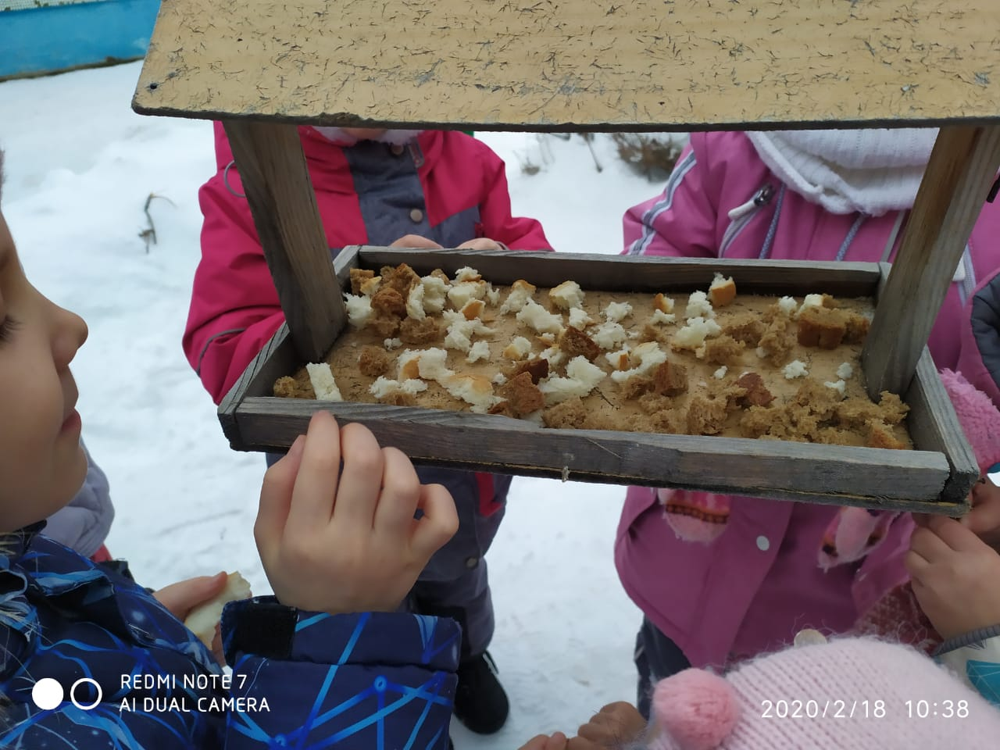 REDMI NOTE 7
AI DUAL CAMERA
2020/2/18 10:38